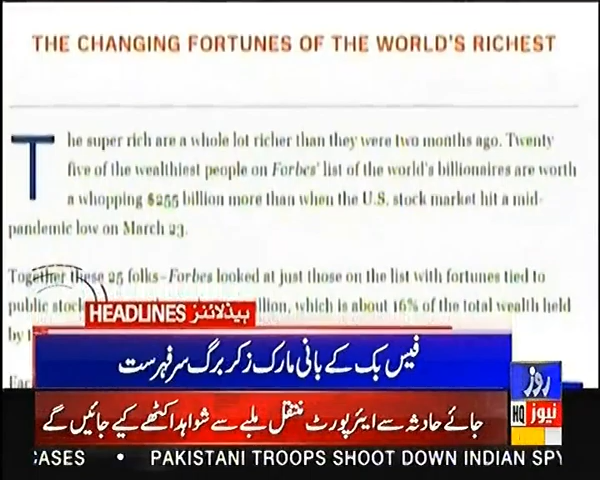 THE CHANGING FORTUNES OF THE WORLD'S RICHEST
The super rich are a whole lot richer than they were two months ago. Twenty
five of the wealthiest people on Forbes' list of the world's billionaires are worth
a whopping $255 billion more than when the U.S. stock market hit a mid-
pandemic low on March 23.
Together these 25 folks–Forbes looked at just those on the list with fortunes tied to
public stock llion, which is about 16% of the total wealth held
by
HEADLINES ہیڈلائنز
فیس بک کے بانی مارک زکر برگ سرفہرست
جائے حادثہ سے ایئرپورٹ منتقل ملبے سے شواہد اکٹھے کیے جائیں گے
روز
HQ نیوز
CASES • PAKISTANI TROOPS SHOOT DOWN INDIAN SPY